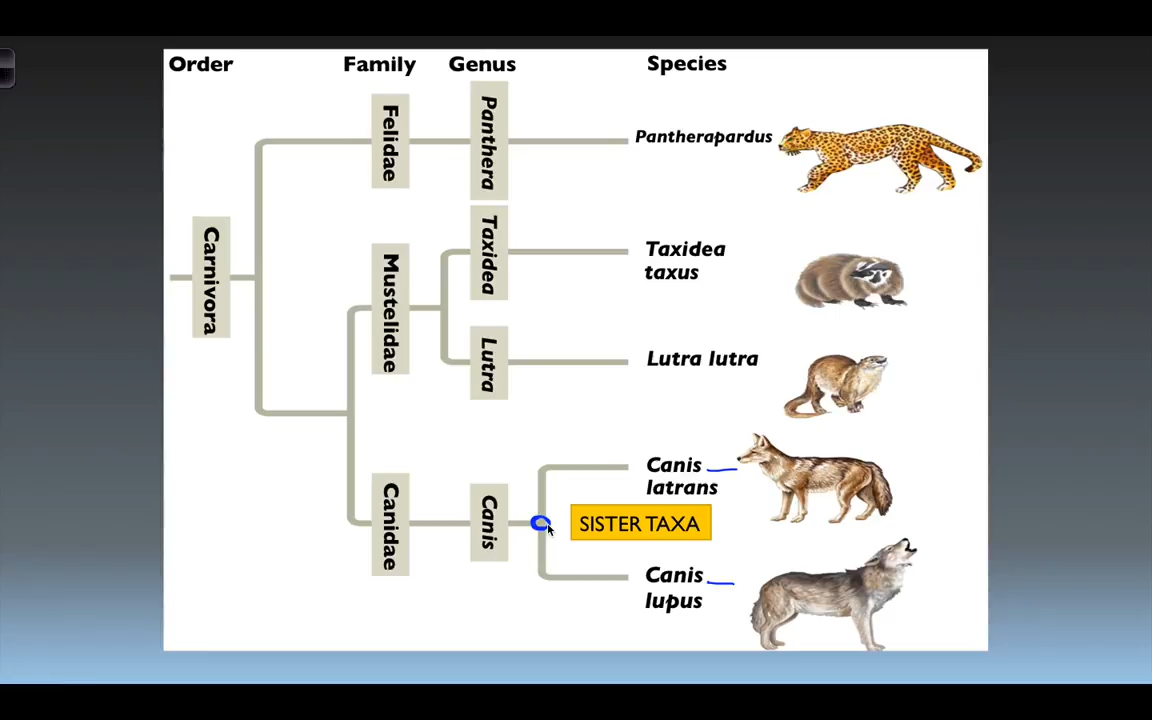 Order Family Genus Species
Felidae
Panthera
Pantherapardus
Carnivora
Mustelidae
Taxidea
Taxidea
taxus
Lutra
Lutra lutra
Canidae
Canis
Canis
latrans
SISTER TAXA
Canis
lupus